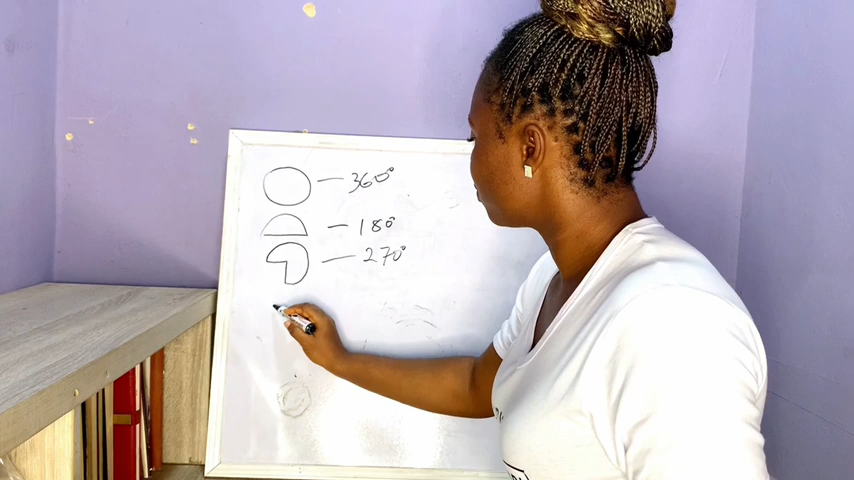 — 360°
— 180°
— 270°